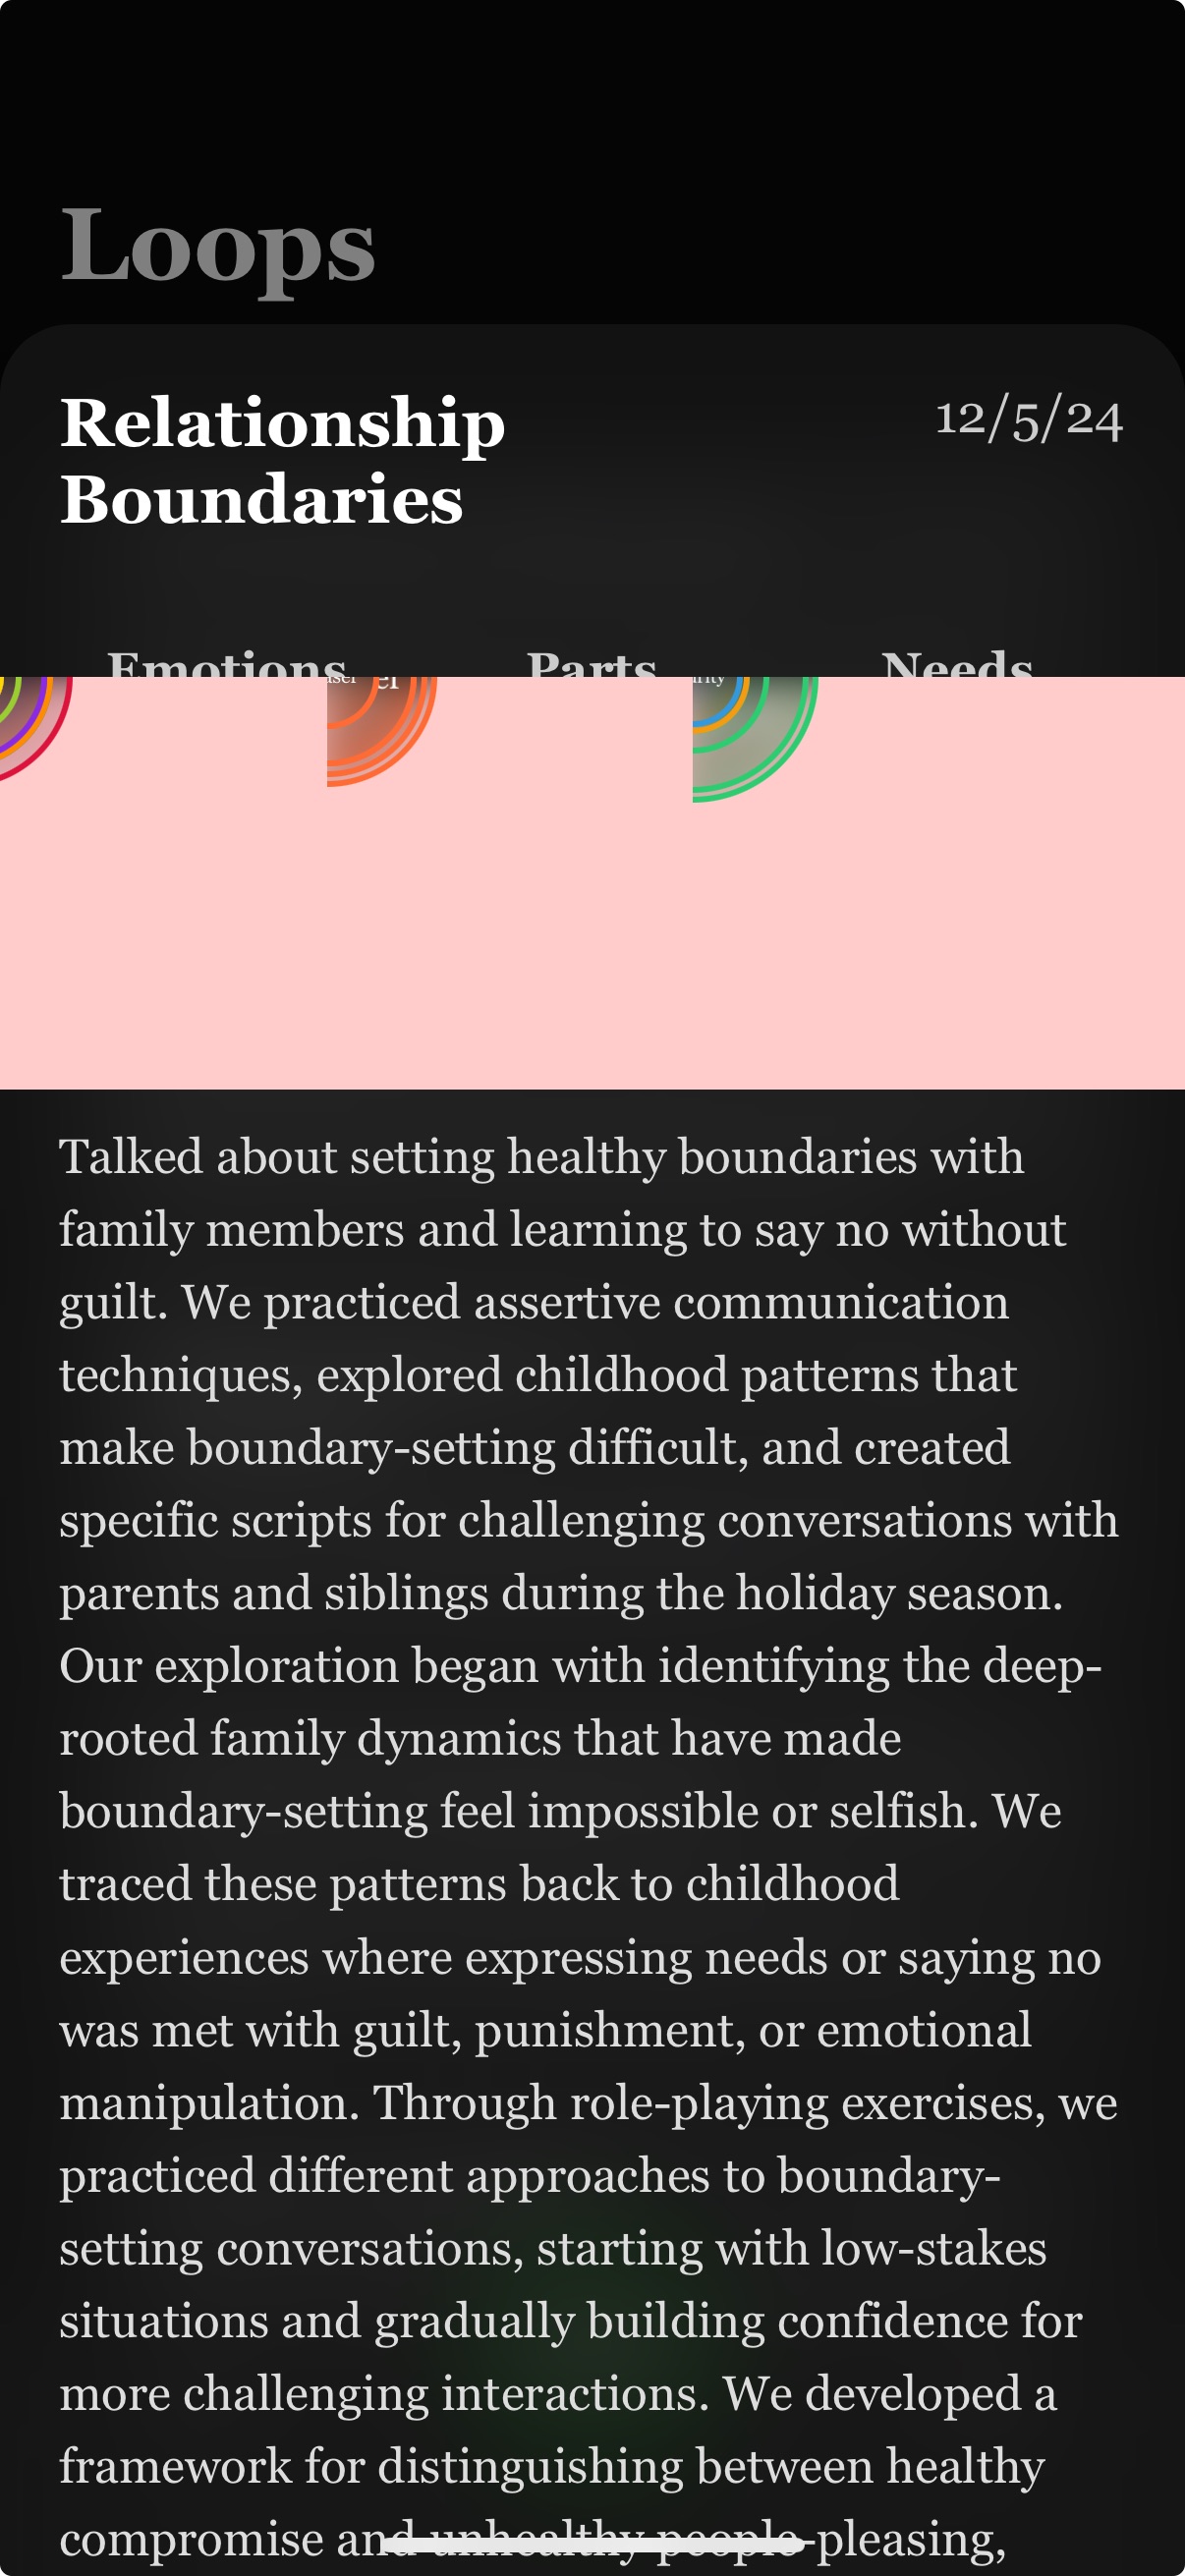 Loops
Relationship
Boundaries
12/5/24
Emotions
Parts
Needs
Talked about setting healthy boundaries with
family members and learning to say no without
guilt. We practiced assertive communication
techniques, explored childhood patterns that
make boundary-setting difficult, and created
specific scripts for challenging conversations with
parents and siblings during the holiday season.
Our exploration began with identifying the deep-
rooted family dynamics that have made
boundary-setting feel impossible or selfish. We
traced these patterns back to childhood
experiences where expressing needs or saying no
was met with guilt, punishment, or emotional
manipulation. Through role-playing exercises, we
practiced different approaches to boundary-
setting conversations, starting with low-stakes
situations and gradually building confidence for
more challenging interactions. We developed a
framework for distinguishing between healthy
compromise and unhealthy people-pleasing,